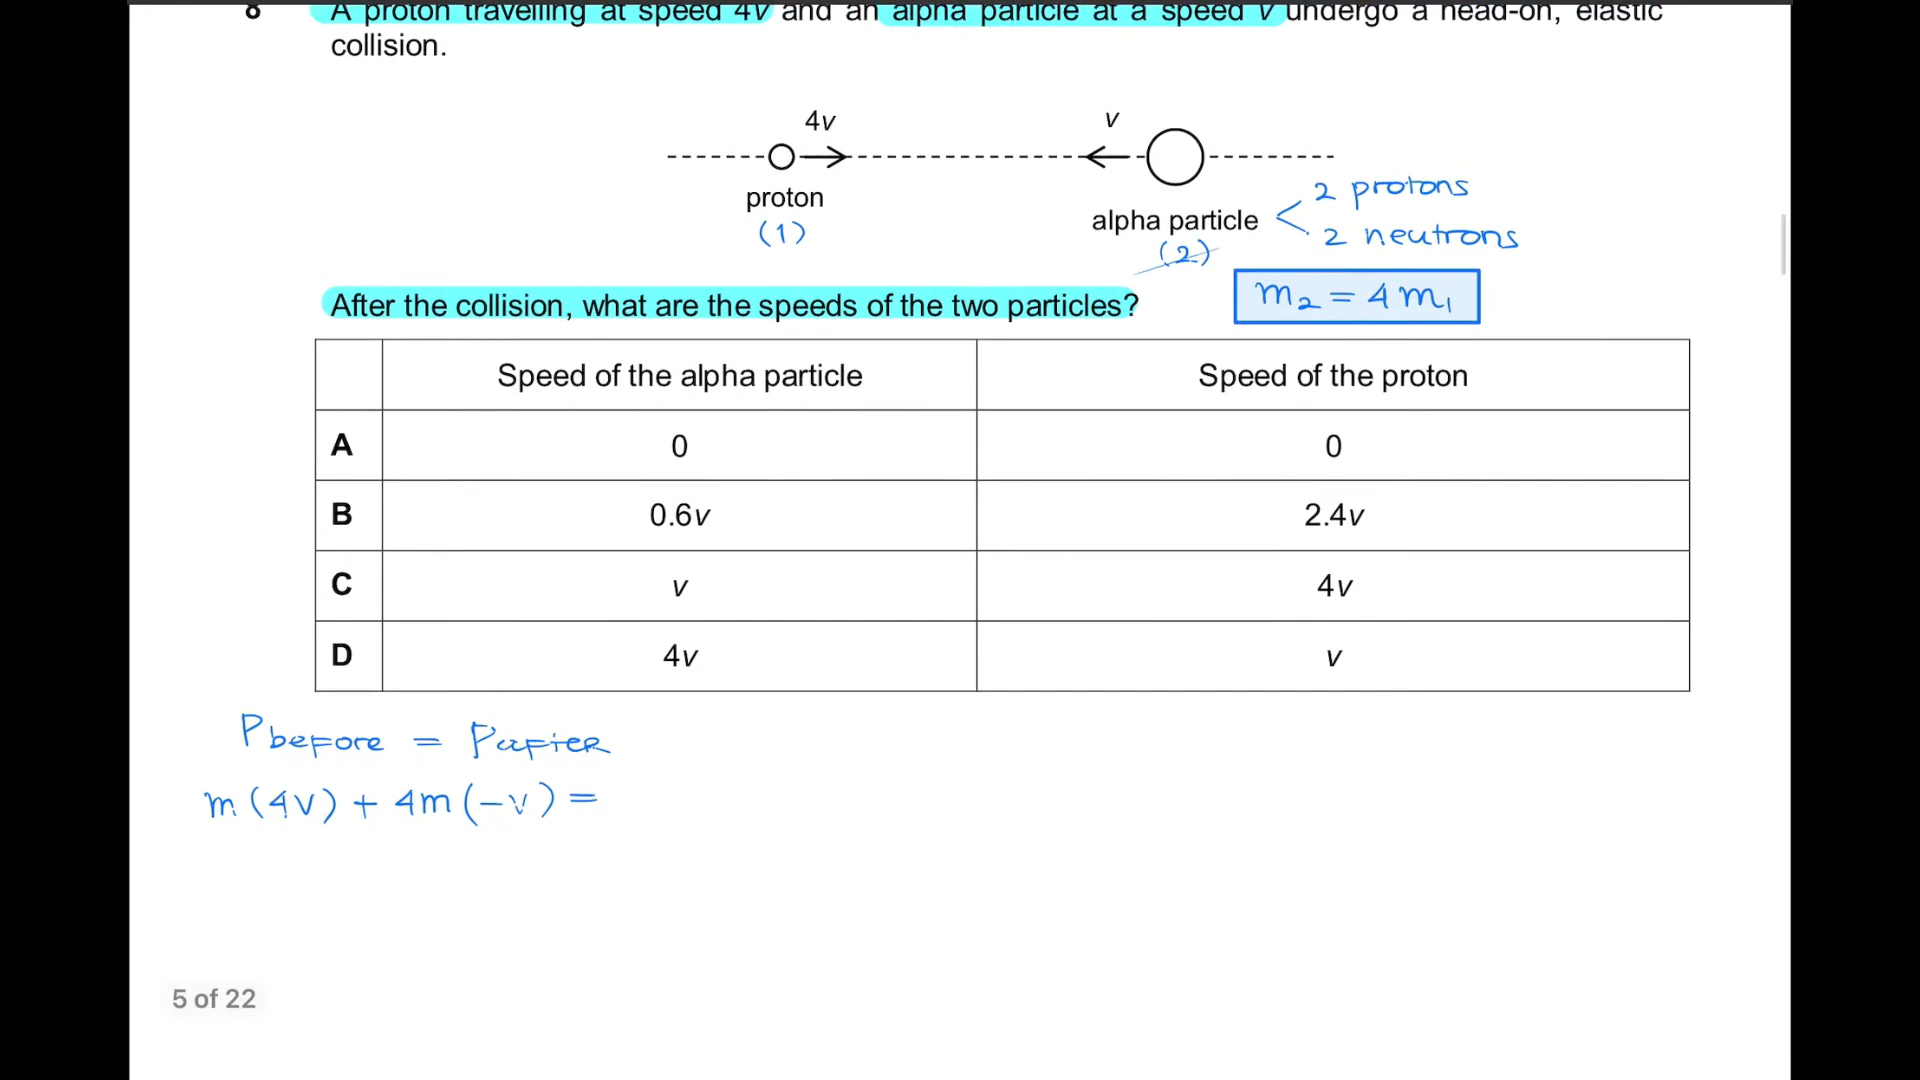 8 A proton travelling at speed 4v and an alpha particle at a speed v undergo a head-on, elastic
collision.
4v v
proton
(1)
alpha particle
(2)
2 protons
2 neutrons
m₂ = 4m₁
After the collision, what are the speeds of the two particles?
Speed of the alpha particle Speed of the proton
A 0 0
B 0.6v 2.4v
C v 4v
D 4v v
Pbefore = Pafter
m(4v) + 4m(-v) =
5 of 22